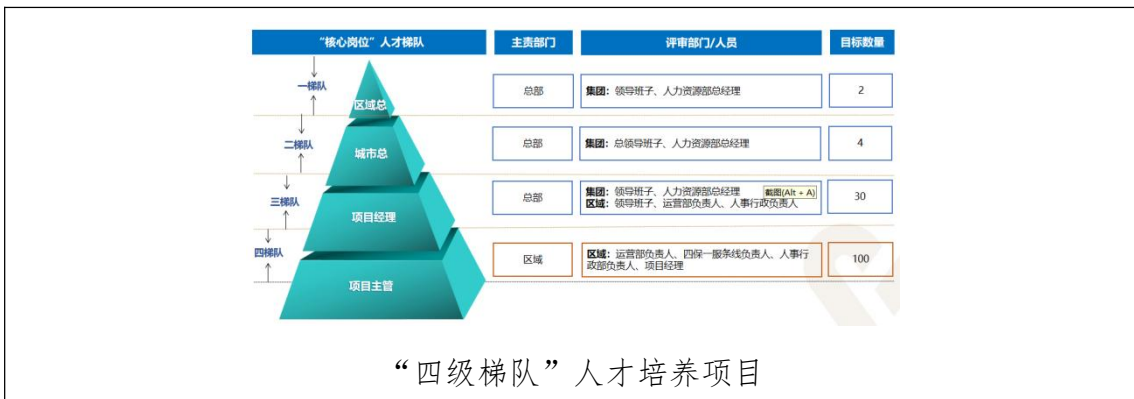 “核心岗位”人才梯队 主责部门 评审部门/人员 目标数量
一梯队
区域总
总部
集团：领导班子、人力资源部总经理
2
二梯队
城市总
总部
集团：总领导班子、人力资源部总经理
4
三梯队
项目经理
总部
集团：领导班子、人力资源部总经理
截图(Alt + A)
区域：领导班子、运营部负责人、人事行政负责人
30
四梯队
项目主管
区域
区域：运营部负责人、四保一服条线负责人、人事行
政部负责人、项目经理
100
“四级梯队”人才培养项目